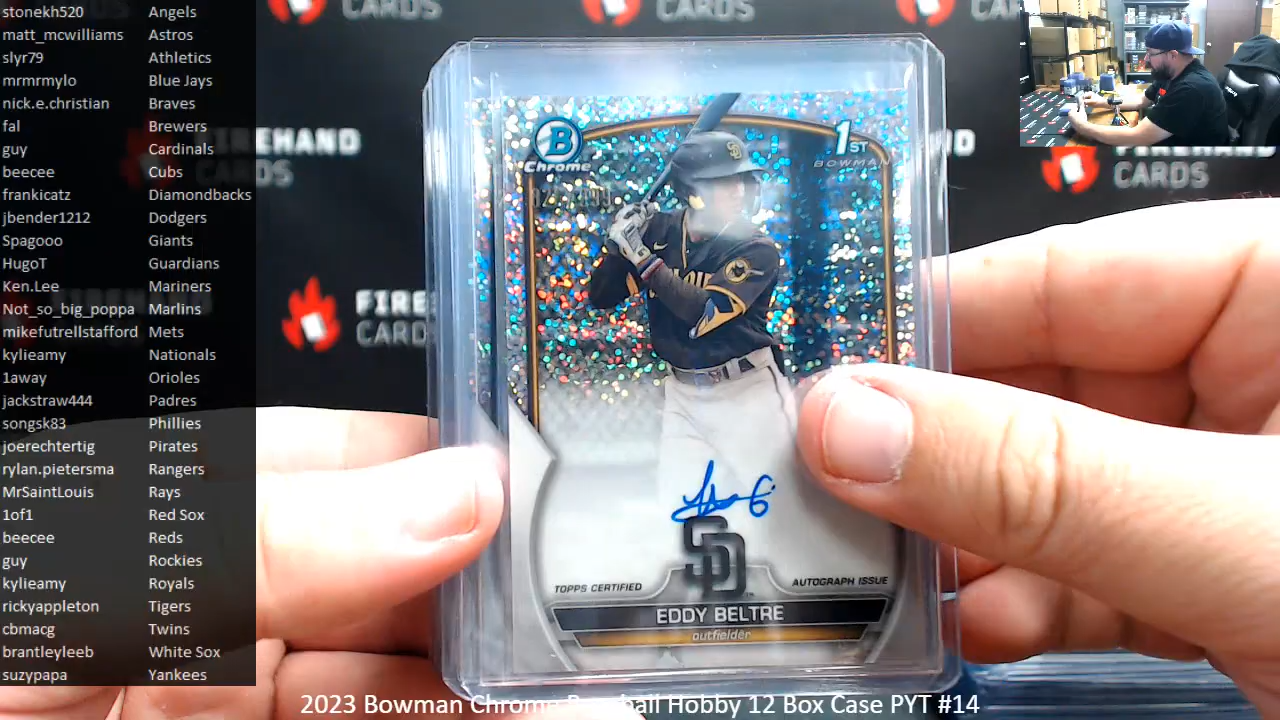 stonekh520 Angels
matt_mcwilliams Astros
slyr79 Athletics
mrmrmylo Blue Jays
nick.e.christian Braves
fal Brewers
guy Cardinals
beecee Cubs
frankicatz Diamondbacks
jbender1212 Dodgers
Spagooo Giants
HugoT Guardians
Ken.Lee Mariners
Not_so_big_poppa Marlins
mikefutrellstafford Mets
kylieamy Nationals
1away Orioles
jackstraw444 Padres
songsk83 Phillies
joerechtertig Pirates
rylan.pietersma Rangers
MrSaintLouis Rays
1of1 Red Sox
beecee Reds
guy Rockies
kylieamy Royals
rickyappleton Tigers
cbmacg Twins
brantleyleeb White Sox
suzypapa Yankees
CARDS
CARDS
FIREHAND
CARDS
B
Chrome
1ST
BOWMAN
SD
TOPPS CERTIFIED
AUTOGRAPH ISSUE
EDDY BELTRE
outfielder
2023 Bowman Chrome Baseball Hobby 12 Box Case PYT #14